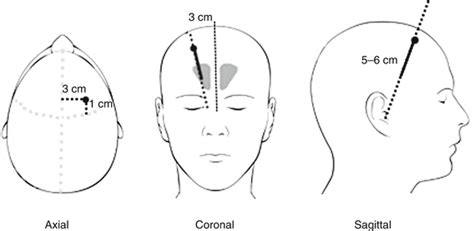 3 cm
1 cm
Axial
3 cm
Coronal
5–6 cm
Sagittal